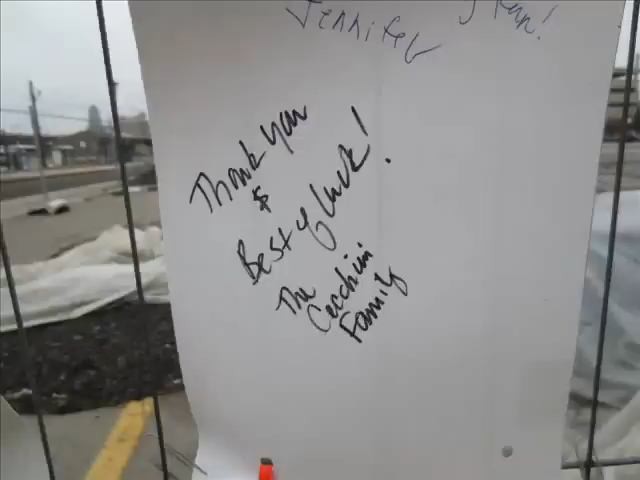 Jennifer
Thank you
&
Best of luck!
The
Cecchini
Family